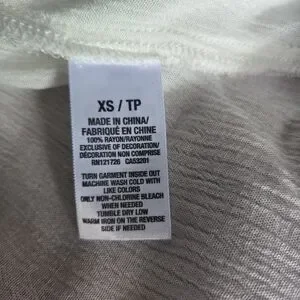 XS / TP
MADE IN CHINA/
FABRIQUÉ EN CHINE
100% RAYON/RAYONNE
EXCLUSIVE OF DECORATION/
DÉCORATION NON COMPRISE
RN121726 CA53201
TURN GARMENT INSIDE OUT
MACHINE WASH COLD WITH
LIKE COLORS
ONLY NON-CHLORINE BLEACH
WHEN NEEDED
TUMBLE DRY LOW
WARM IRON ON THE REVERSE
SIDE IF NEEDED